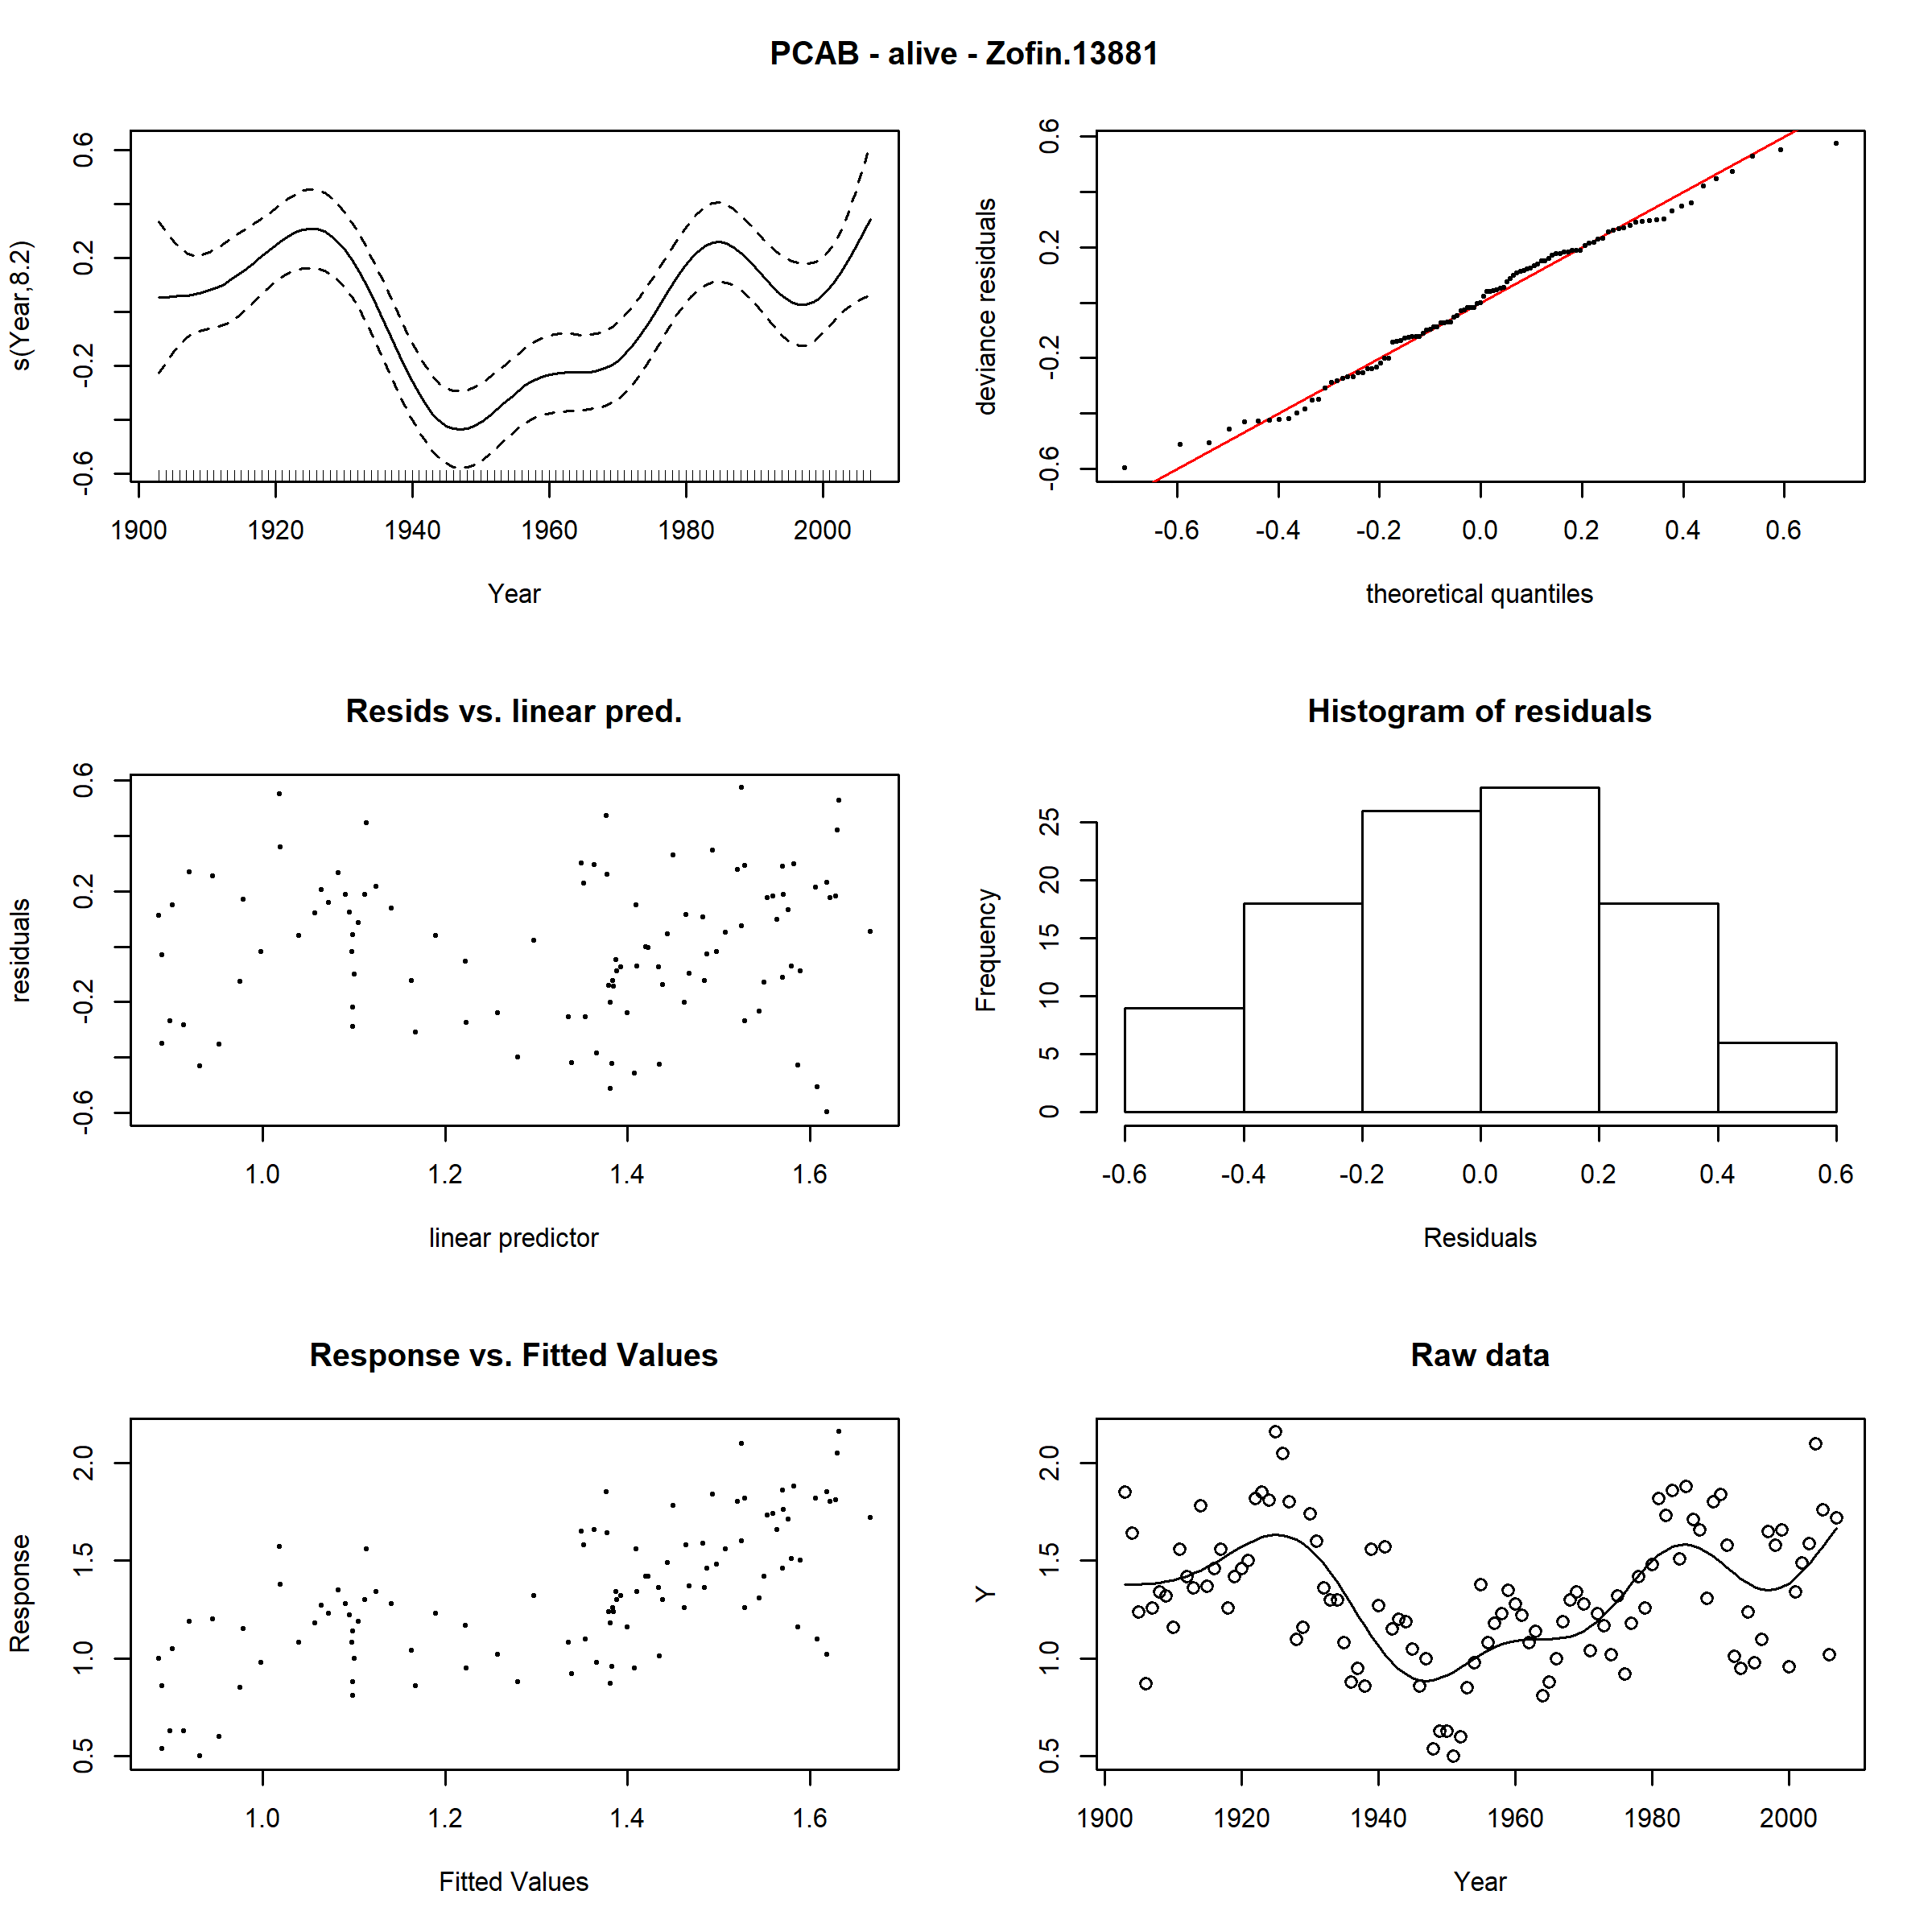 PCAB - alive - Zofin.13881
s(Year,8.2)
-0.6 -0.2 0.2 0.6
1900 1920 1940 1960 1980 2000
Year
deviance residuals
-0.6 -0.2 0.2 0.6
-0.6 -0.4 -0.2 0.0 0.2 0.4 0.6
theoretical quantiles
Resids vs. linear pred.
residuals
-0.6 -0.2 0.2 0.6
1.0 1.2 1.4 1.6
linear predictor
Histogram of residuals
Frequency
0 5 10 15 20 25
-0.6 -0.4 -0.2 0.0 0.2 0.4 0.6
Residuals
Response vs. Fitted Values
Response
0.5 1.0 1.5 2.0
1.0 1.2 1.4 1.6
Fitted Values
Raw data
Y
0.5 1.0 1.5 2.0
1900 1920 1940 1960 1980 2000
Year